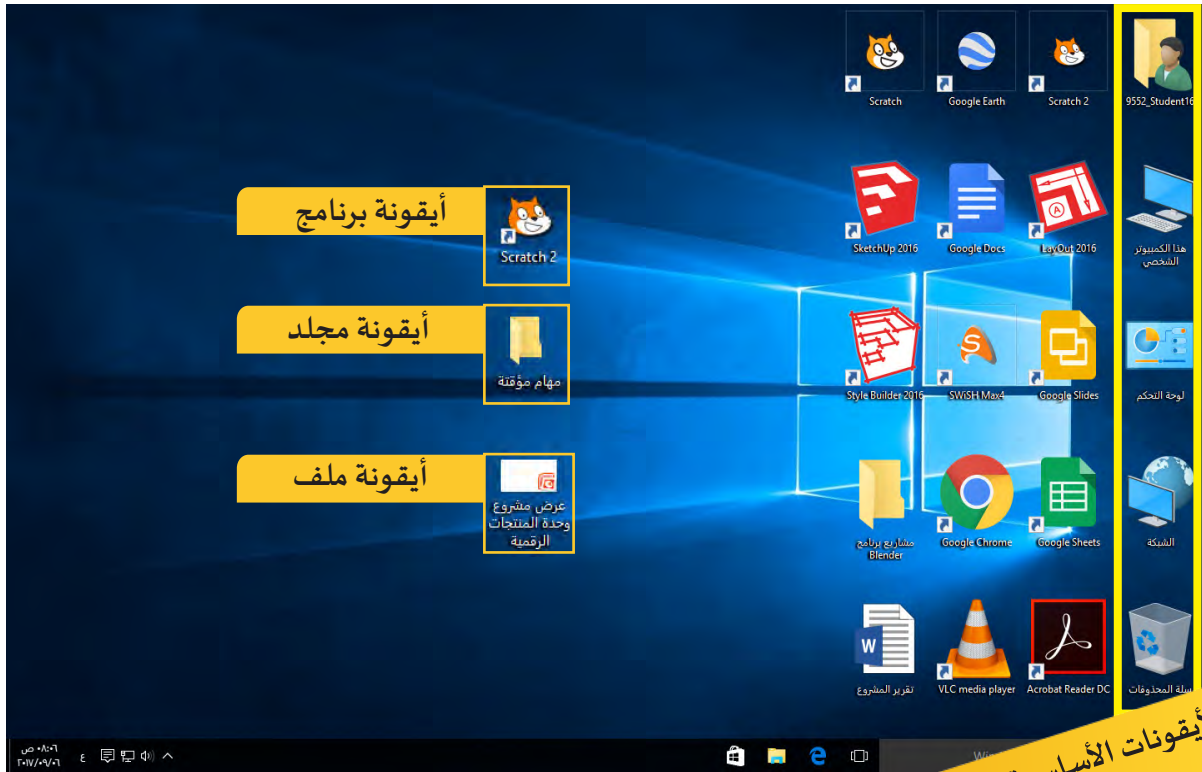 9552_Student16
Scratch 2
Google Earth
Scratch
هذا الكمبيوتر
الشخصي
LayOut 2016
Google Docs
SketchUp 2016
لوحة التحكم
Google Slides
SWiSH Max4
Style Builder 2016
الشبكة
Google Sheets
Google Chrome
مشاريع برنامج
Blender
سلة المحذوفات
Acrobat Reader DC
VLC media player
تقرير المشروع
أيقونة برنامج
Scratch 2
أيقونة مجلد
مهام مؤقتة
أيقونة ملف
عرض مشروع
وحدة المنتجات
الرقمية
٠٨:٠٦ ص
٢٠١٧/٠٩/٠٦
ع